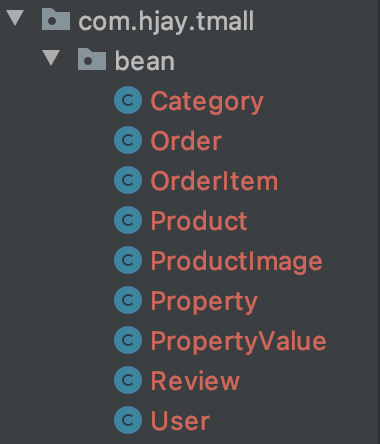 com.hjay.tmall
bean
C Category
C Order
C OrderItem
C Product
C ProductImage
C Property
C PropertyValue
C Review
C User